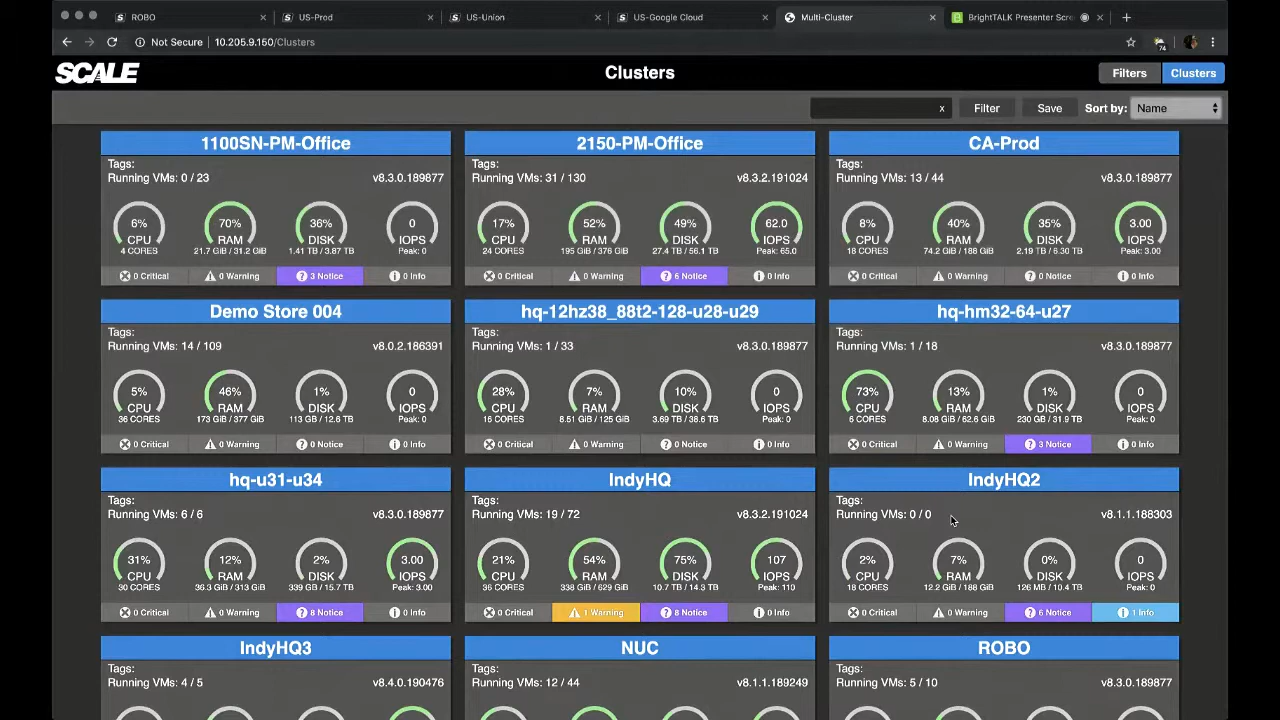 ROBO
US-Prod
US-Union
US-Google Cloud
Multi-Cluster
BrightTALK Presenter Scre
Not Secure
10.205.9.150/Clusters
74
SCALE
Clusters
Filters
Clusters
x
Filter
Save
Sort by:
Name
1100SN-PM-Office
Tags:
Running VMs: 0 / 23
v8.3.0.189877
6%
CPU
4 CORES
70%
RAM
21.7 GiB / 31.2 GiB
36%
DISK
1.41 TB / 3.87 TB
0
IOPS
Peak: 0
0 Critical
0 Warning
3 Notice
0 Info
2150-PM-Office
Tags:
Running VMs: 31 / 130
v8.3.2.191024
17%
CPU
24 CORES
52%
RAM
195 GiB / 376 GiB
49%
DISK
27.4 TB / 56.1 TB
62.0
IOPS
Peak: 65.0
0 Critical
0 Warning
6 Notice
0 Info
CA-Prod
Tags:
Running VMs: 13 / 44
v8.3.0.189877
8%
CPU
18 CORES
40%
RAM
74.2 GiB / 188 GiB
35%
DISK
2.19 TB / 6.30 TB
3.00
IOPS
Peak: 3.00
0 Critical
0 Warning
0 Notice
0 Info
Demo Store 004
Tags:
Running VMs: 14 / 109
v8.0.2.186391
5%
CPU
36 CORES
46%
RAM
173 GiB / 377 GiB
1%
DISK
113 GB / 12.8 TB
0
IOPS
Peak: 0
0 Critical
0 Warning
0 Notice
0 Info
hq-12hz38_88t2-128-u28-u29
Tags:
Running VMs: 1 / 33
v8.3.0.189877
28%
CPU
16 CORES
7%
RAM
8.51 GiB / 125 GiB
10%
DISK
3.69 TB / 38.6 TB
0
IOPS
Peak: 0
0 Critical
0 Warning
0 Notice
0 Info
hq-hm32-64-u27
Tags:
Running VMs: 1 / 18
v8.3.0.189877
73%
CPU
6 CORES
13%
RAM
8.08 GiB / 62.6 GiB
1%
DISK
230 GB / 31.9 TB
0
IOPS
Peak: 0
0 Critical
0 Warning
3 Notice
0 Info
hq-u31-u34
Tags:
Running VMs: 6 / 6
v8.3.0.189877
31%
CPU
30 CORES
12%
RAM
36.3 GiB / 313 GiB
2%
DISK
339 GB / 15.7 TB
3.00
IOPS
Peak: 3.00
0 Critical
0 Warning
8 Notice
0 Info
IndyHQ
Tags:
Running VMs: 19 / 72
v8.3.2.191024
21%
CPU
36 CORES
54%
RAM
338 GiB / 629 GiB
75%
DISK
10.7 TB / 14.3 TB
107
IOPS
Peak: 110
0 Critical
1 Warning
8 Notice
0 Info
IndyHQ2
Tags:
Running VMs: 0 / 0
v8.1.1.188303
2%
CPU
18 CORES
7%
RAM
12.2 GiB / 188 GiB
0%
DISK
126 MB / 10.4 TB
0
IOPS
Peak: 0
0 Critical
0 Warning
6 Notice
1 Info
IndyHQ3
Tags:
Running VMs: 4 / 5
v8.4.0.190476
NUC
Tags:
Running VMs: 12 / 44
v8.1.1.189249
ROBO
Tags:
Running VMs: 5 / 10
v8.3.0.189877